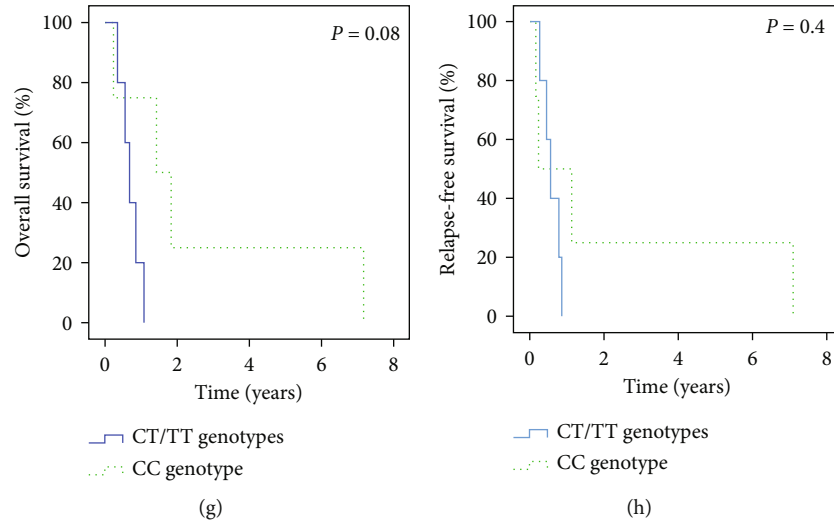 P = 0.08
Overall survival (%)
100
80
60
40
20
0
0 2 4 6 8
Time (years)
CT/TT genotypes
CC genotype
(g)
P = 0.4
Relapse-free survival (%)
100
80
60
40
20
0
0 2 4 6 8
Time (years)
CT/TT genotypes
CC genotype
(h)